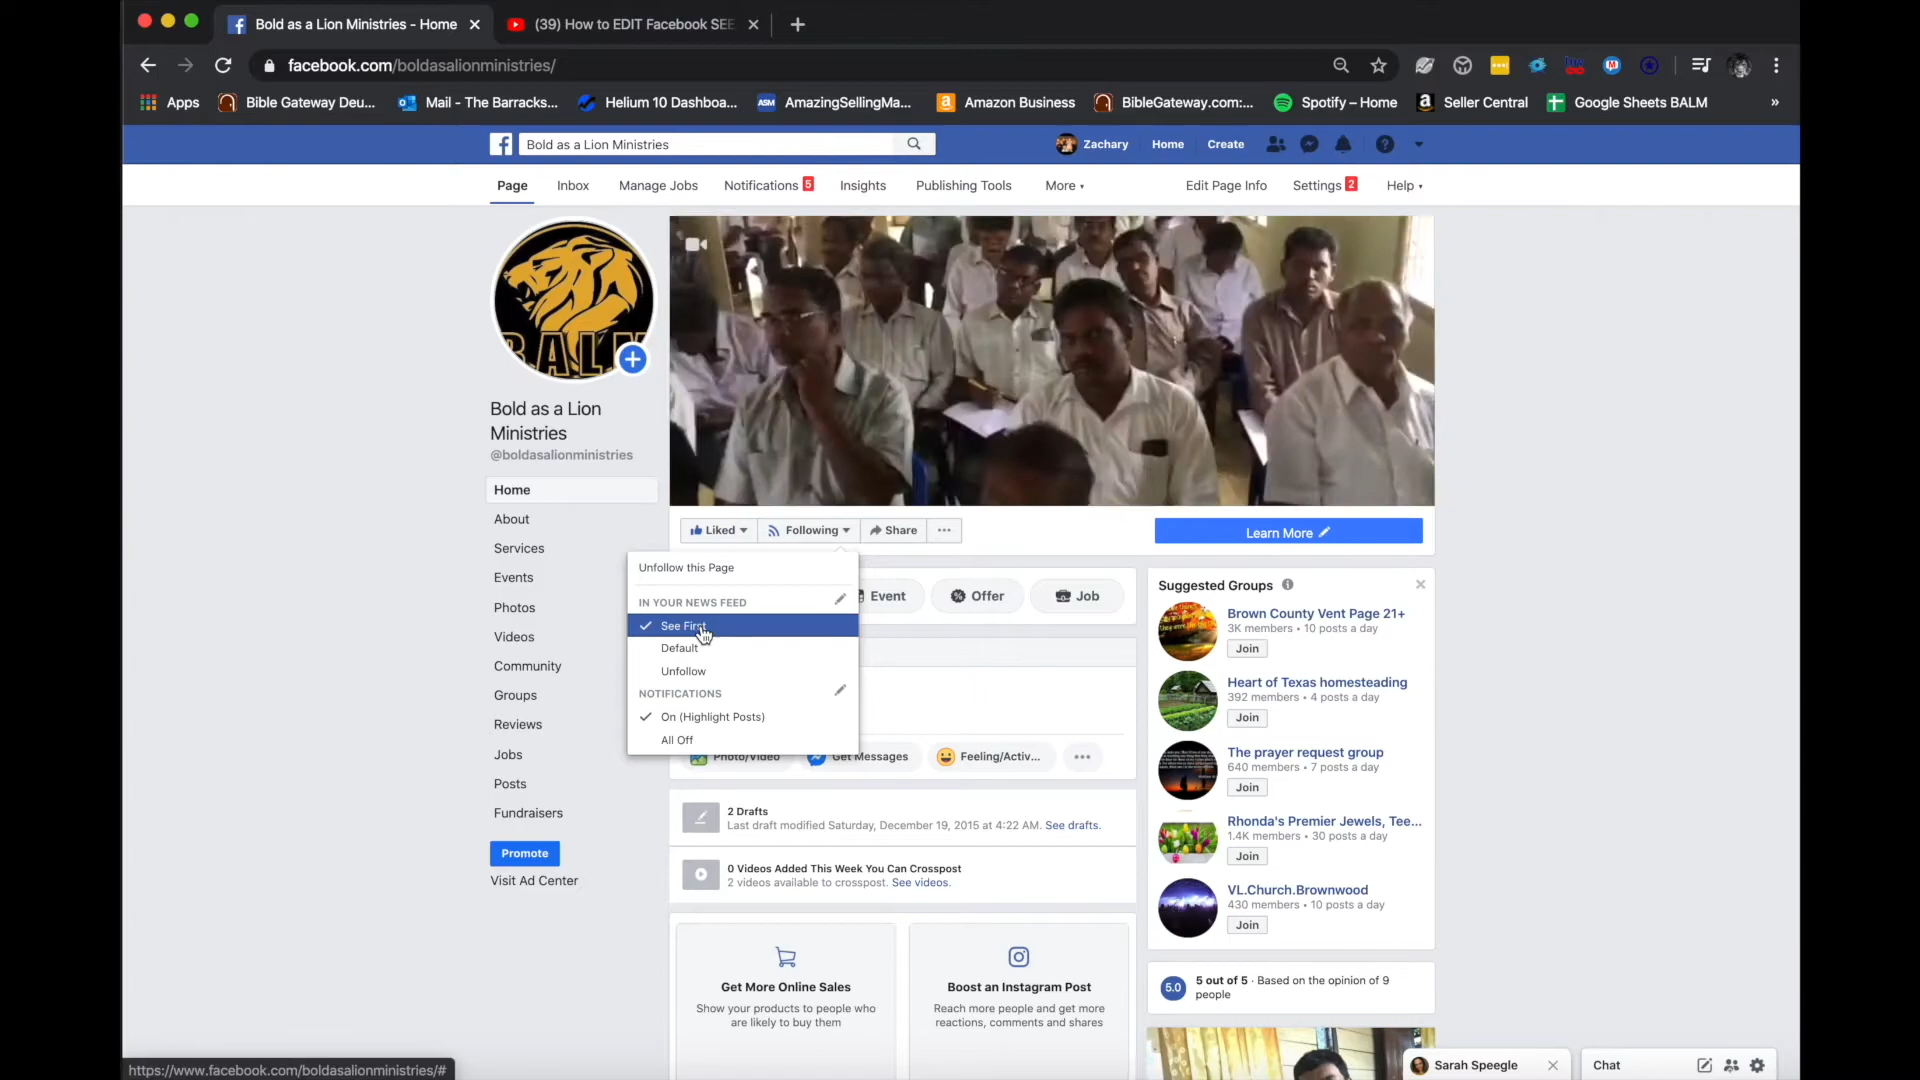 Bold as a Lion Ministries - Home
(39) How to EDIT Facebook SEE
facebook.com/boldasalionministries/
Apps
Bible Gateway Deu...
Mail - The Barracks...
Helium 10 Dashboa...
ASM
AmazingSellingMa...
Amazon Business
BibleGateway.com:...
Spotify – Home
Seller Central
Google Sheets BALM
»
Bold as a Lion Ministries
Zachary
Home
Create
Page
Inbox
Manage Jobs
Notifications 5
Insights
Publishing Tools
More
Edit Page Info
Settings 2
Help
BALM
Bold as a Lion
Ministries
@boldasalionministries
Home
About
Services
Events
Photos
Videos
Community
Groups
Reviews
Jobs
Posts
Fundraisers
Promote
Visit Ad Center
Liked
Following
Share
Learn More
Unfollow this Page
IN YOUR NEWS FEED
See First
Default
Unfollow
NOTIFICATIONS
On (Highlight Posts)
All Off
Event
Offer
Job
Photo/Video
Get Messages
Feeling/Activ...
2 Drafts
Last draft modified Saturday, December 19, 2015 at 4:22 AM. See drafts.
0 Videos Added This Week You Can Crosspost
2 videos available to crosspost. See videos.
Get More Online Sales
Show your products to people who
are likely to buy them
Boost an Instagram Post
Reach more people and get more
reactions, comments and shares
Suggested Groups
Brown County Vent Page 21+
3K members • 10 posts a day
Join
Heart of Texas homesteading
392 members • 4 posts a day
Join
The prayer request group
640 members • 7 posts a day
Join
Rhonda's Premier Jewels, Tee...
1.4K members • 30 posts a day
Join
VL.Church.Brownwood
430 members • 10 posts a day
Join
5.0
5 out of 5 · Based on the opinion of 9
people
Sarah Speegle
Chat
https://www.facebook.com/boldasalionministries/#